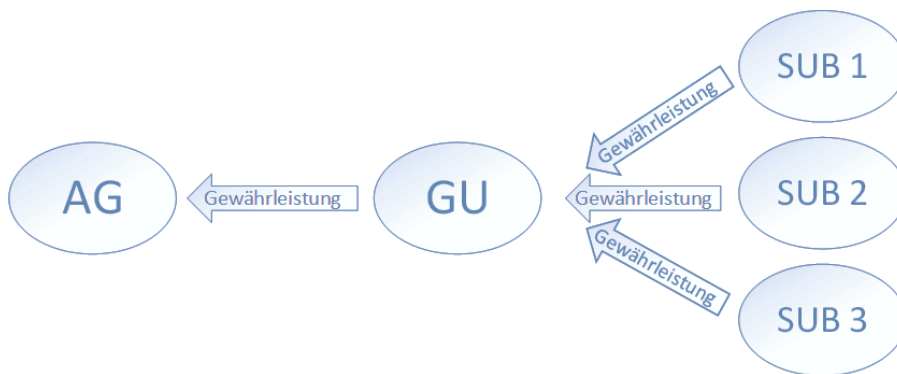 AG
Gewährleistung
GU
Gewährleistung
SUB 1
Gewährleistung
SUB 2
Gewährleistung
SUB 3